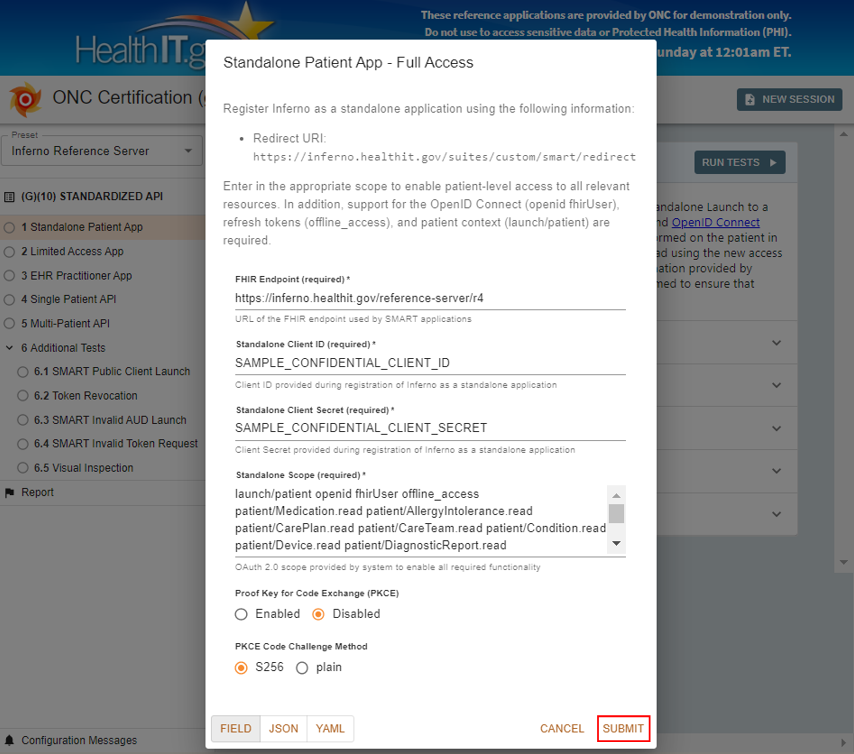 These reference applications are provided by ONC for demonstration only.
Do not use to access sensitive data or Protected Health Information (PHI).
HealthIT.g
unday at 12:01am ET.
ONC Certification (
NEW SESSION
Preset
Inferno Reference Server
(G)(10) STANDARDIZED API
1 Standalone Patient App
2 Limited Access App
3 EHR Practitioner App
4 Single Patient API
5 Multi-Patient API
6 Additional Tests
6.1 SMART Public Client Launch
6.2 Token Revocation
6.3 SMART Invalid AUD Launch
6.4 SMART Invalid Token Request
6.5 Visual Inspection
Report
Configuration Messages
Standalone Patient App - Full Access
Register Inferno as a standalone application using the following information:
• Redirect URI:
https://inferno.healthit.gov/suites/custom/smart/redirect
Enter in the appropriate scope to enable patient-level access to all relevant
resources. In addition, support for the OpenID Connect (openid fhirUser),
refresh tokens (offline_access), and patient context (launch/patient) are
required.
FHIR Endpoint (required) *
https://inferno.healthit.gov/reference-server/r4
URL of the FHIR endpoint used by SMART applications
Standalone Client ID (required) *
SAMPLE_CONFIDENTIAL_CLIENT_ID
Client ID provided during registration of Inferno as a standalone application
Standalone Client Secret (required) *
SAMPLE_CONFIDENTIAL_CLIENT_SECRET
Client Secret provided during registration of Inferno as a standalone application
Standalone Scope (required) *
launch/patient openid fhirUser offline_access
patient/Medication.read patient/AllergyIntolerance.read
patient/CarePlan.read patient/CareTeam.read patient/Condition.read
patient/Device.read patient/DiagnosticReport.read
OAuth 2.0 scope provided by system to enable all required functionality
Proof Key for Code Exchange (PKCE)
Enabled Disabled
PKCE Code Challenge Method
S256 plain
FIELD JSON YAML CANCEL SUBMIT
RUN TESTS
andalone Launch to a
nd OpenID Connect
ormed on the patient in
ad using the new access
nation provided by
med to ensure that